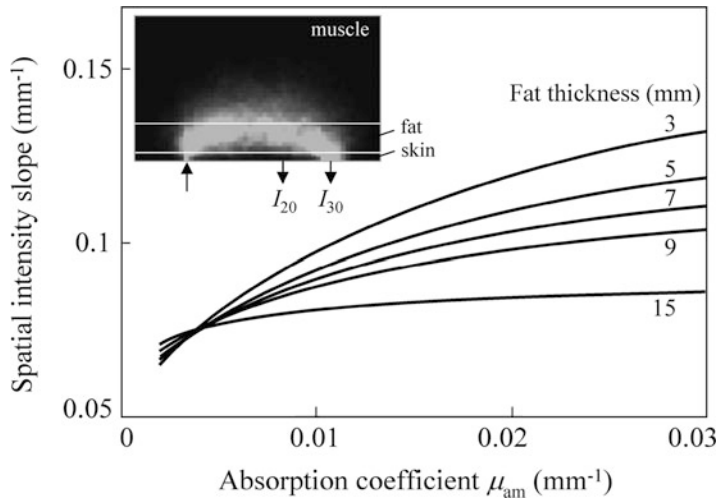 Spatial intensity slope (mm⁻¹)
0.15
0.1
0.05
muscle
fat
skin
I₂₀ I₃₀
Fat thickness (mm)
3
5
7
9
15
0 0.01 0.02 0.03
Absorption coefficient μₐₘ (mm⁻¹)